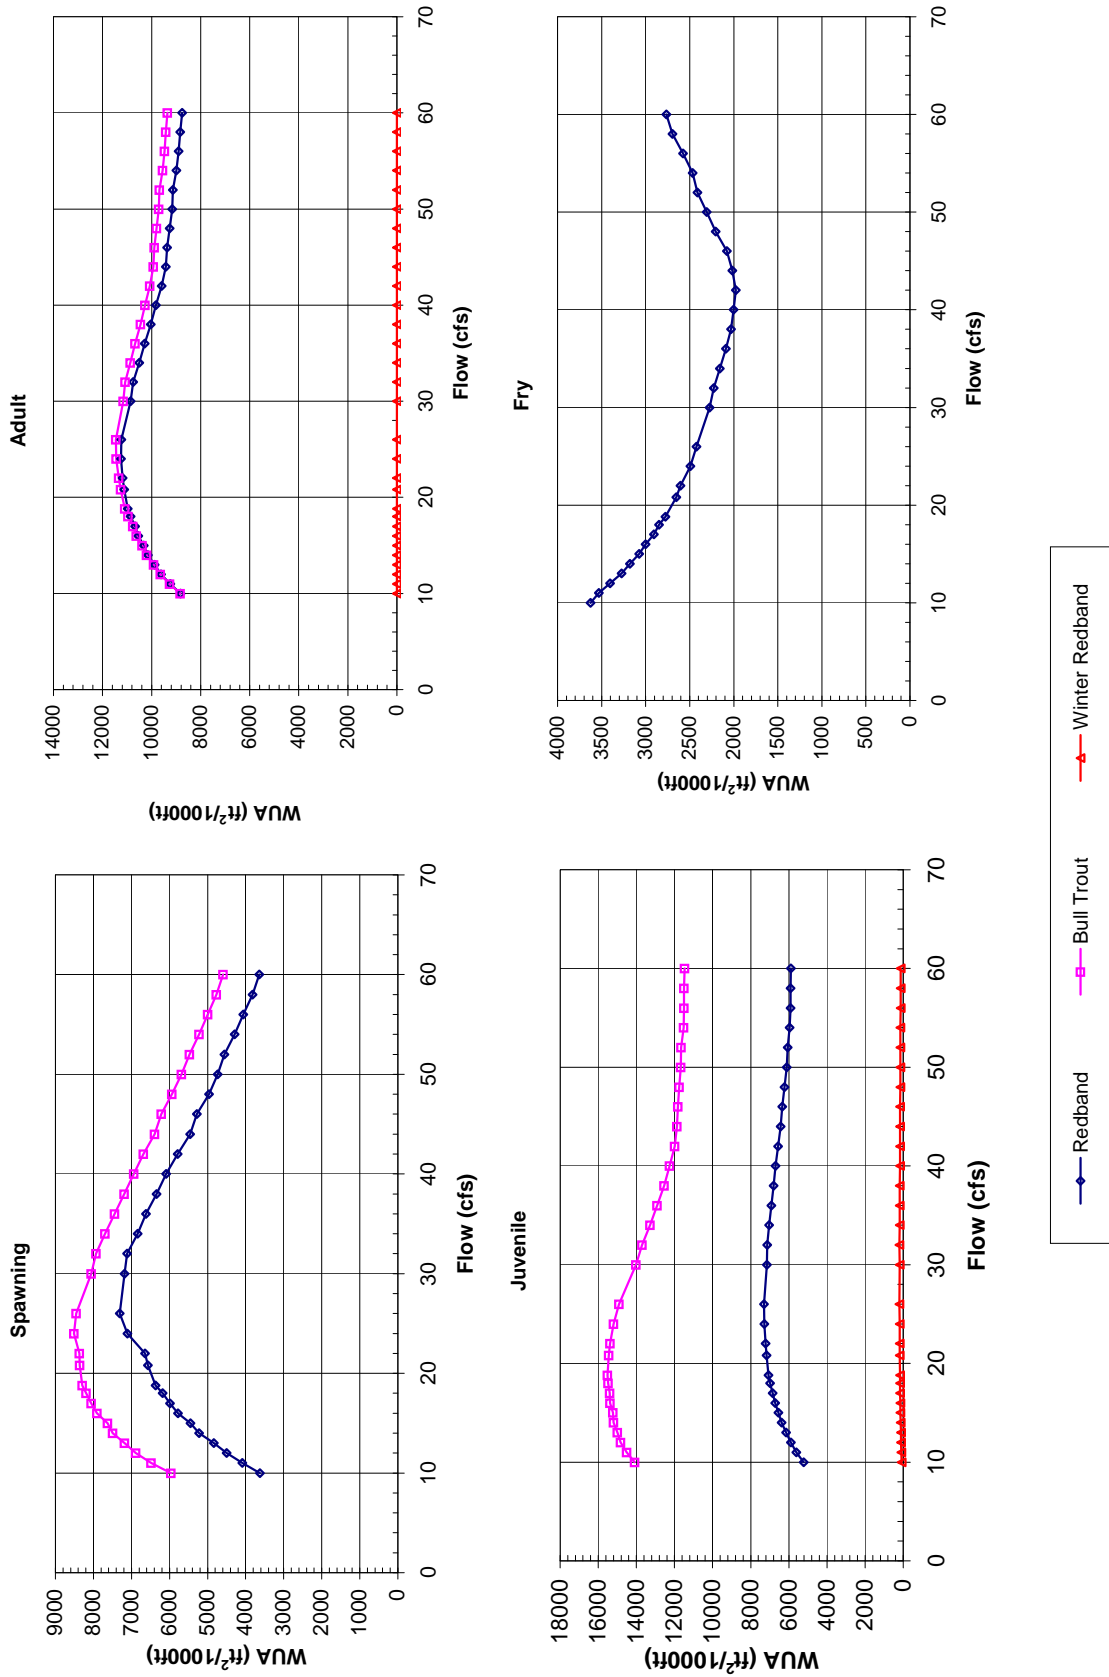 Spawning
9000
8000
7000
6000
5000
4000
3000
2000
1000
0
WUA (ft²/1000ft)
0 10 20 30 40 50 60 70
Flow (cfs)
Adult
14000
12000
10000
8000
6000
4000
2000
0
WUA (ft²/1000ft)
0 10 20 30 40 50 60 70
Flow (cfs)
Juvenile
18000
16000
14000
12000
10000
8000
6000
4000
2000
0
WUA (ft²/1000ft)
0 10 20 30 40 50 60 70
Flow (cfs)
Fry
4000
3500
3000
2500
2000
1500
1000
500
0
WUA (ft²/1000ft)
0 10 20 30 40 50 60 70
Flow (cfs)
Redband Bull Trout Winter Redband